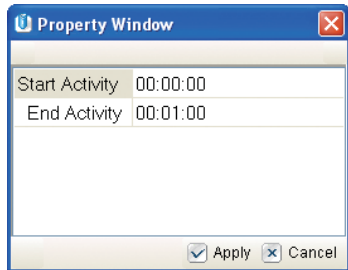 Property Window
Start Activity 00:00:00
End Activity 00:01:00
Apply Cancel